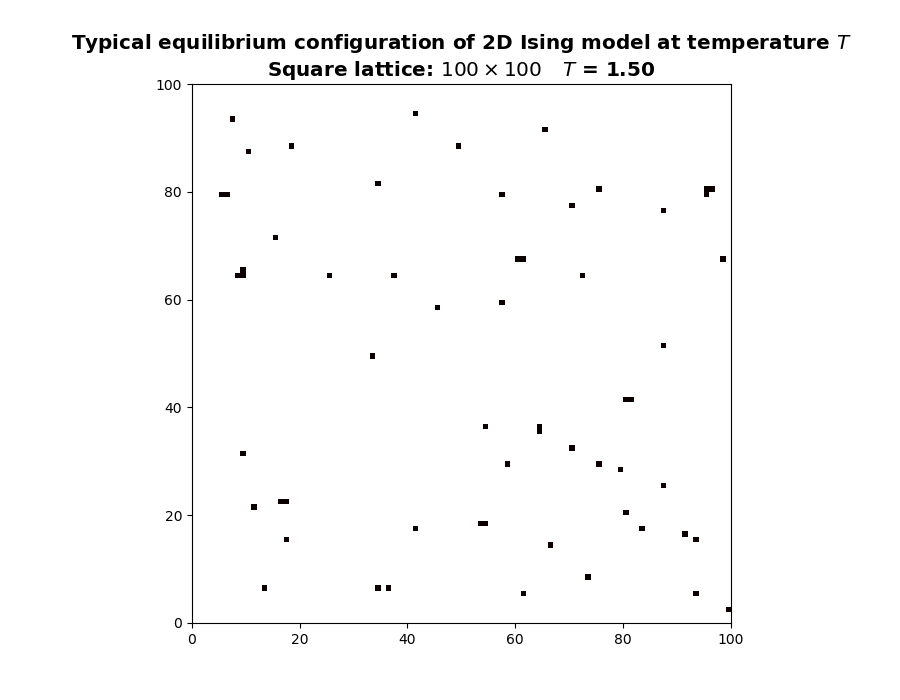 Typical equilibrium configuration of 2D Ising model at temperature T
Square lattice: 100 × 100 T = 1.50
100
80
60
40
20
0
0 20 40 60 80 100